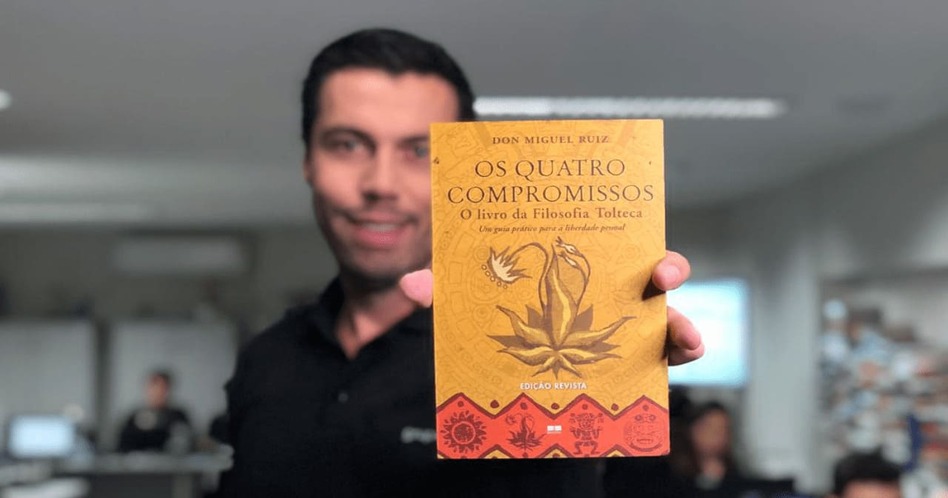 DON MIGUEL RUIZ
OS QUATRO
COMPROMISSOS
O livro da Filosofia Tolteca
Um guia prático para a liberdade pessoal
EDIÇÃO REVISTA